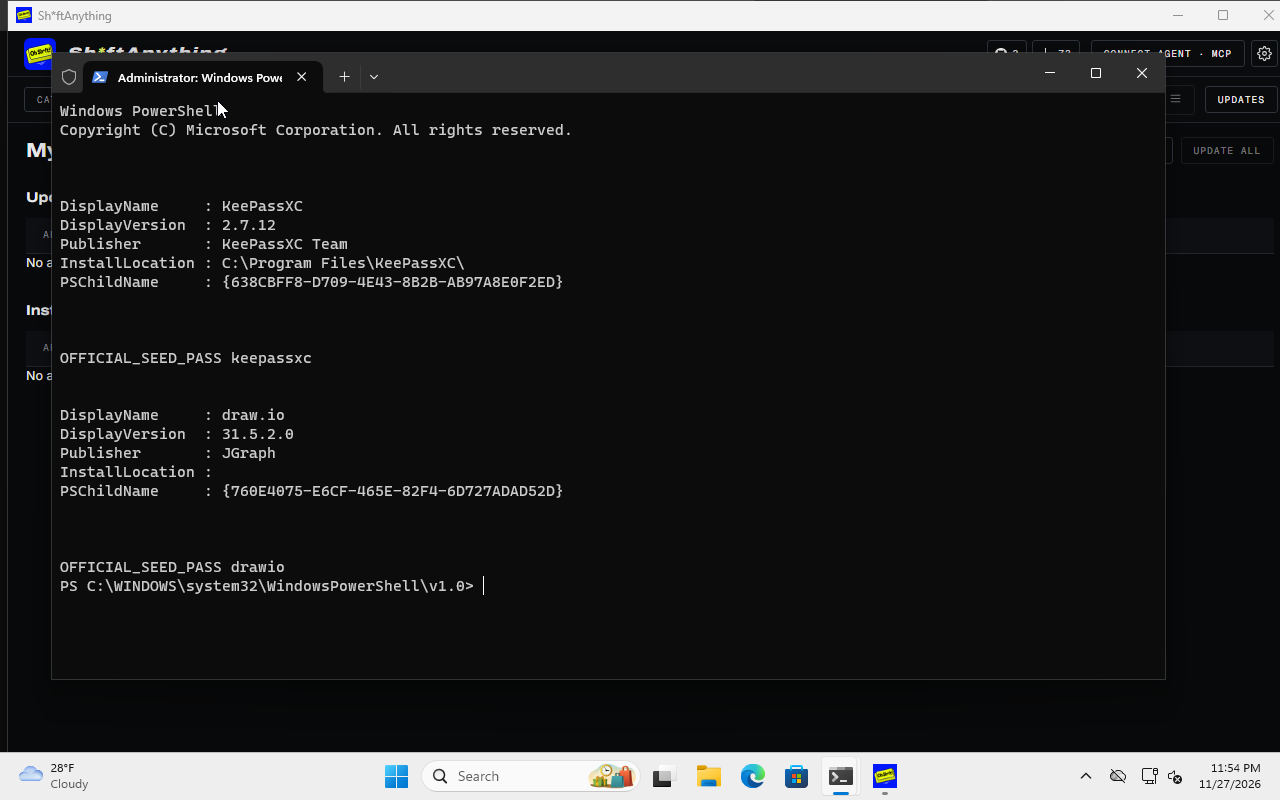 Sh*ftAnything
Sh*ftAnything
CONNECT AGENT · MCP
Administrator: Windows Powe
UPDATES
UPDATE ALL
Windows PowerShell
Copyright (C) Microsoft Corporation. All rights reserved.
DisplayName : KeePassXC
DisplayVersion : 2.7.12
Publisher : KeePassXC Team
InstallLocation : C:\Program Files\KeePassXC\
PSChildName : {638CBFF8-D709-4E43-8B2B-AB97A8E0F2ED}
OFFICIAL_SEED_PASS keepassxc
DisplayName : draw.io
DisplayVersion : 31.5.2.0
Publisher : JGraph
InstallLocation :
PSChildName : {760E4075-E6CF-465E-82F4-6D727ADAD52D}
OFFICIAL_SEED_PASS drawio
PS C:\WINDOWS\system32\WindowsPowerShell\v1.0>
My
No a
No a
28°F
Cloudy
Search
11:54 PM
11/27/2026